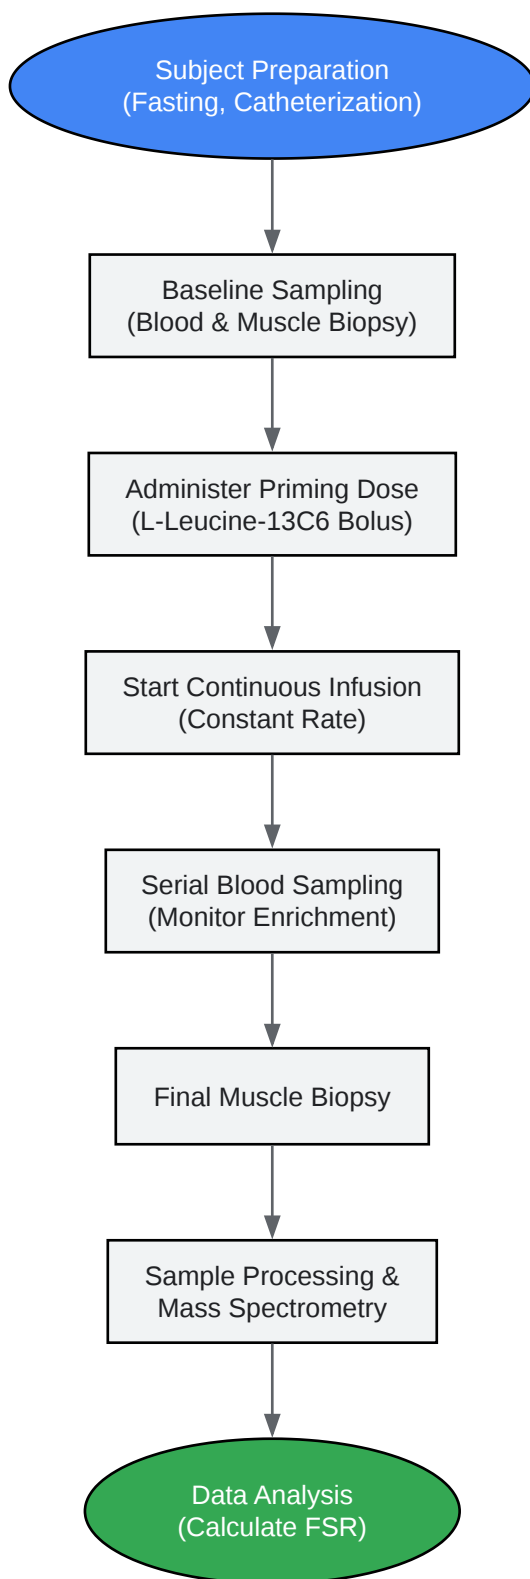 Subject Preparation
(Fasting, Catheterization)
Baseline Sampling
(Blood & Muscle Biopsy)
Administer Priming Dose
(L-Leucine-13C6 Bolus)
Start Continuous Infusion
(Constant Rate)
Serial Blood Sampling
(Monitor Enrichment)
Final Muscle Biopsy
Sample Processing &
Mass Spectrometry
Data Analysis
(Calculate FSR)